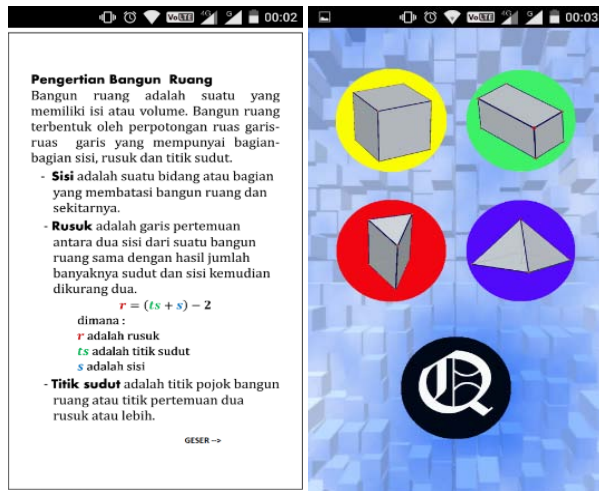 VoLTE 4G G 00:02
Pengertian Bangun Ruang
Bangun ruang adalah suatu yang
memiliki isi atau volume. Bangun ruang
terbentuk oleh perpotongan ruas garis-
ruas garis yang mempunyai bagian-
bagian sisi, rusuk dan titik sudut.
- Sisi adalah suatu bidang atau bagian
yang membatasi bangun ruang dan
sekitarnya.
- Rusuk adalah garis pertemuan
antara dua sisi dari suatu bangun
ruang sama dengan hasil jumlah
banyaknya sudut dan sisi kemudian
dikurang dua.
r = (ts + s) − 2
dimana :
r adalah rusuk
ts adalah titik sudut
s adalah sisi
- Titik sudut adalah titik pojok bangun
ruang atau titik pertemuan dua
rusuk atau lebih.
GESER -->
VoLTE 4G G 00:03
Q